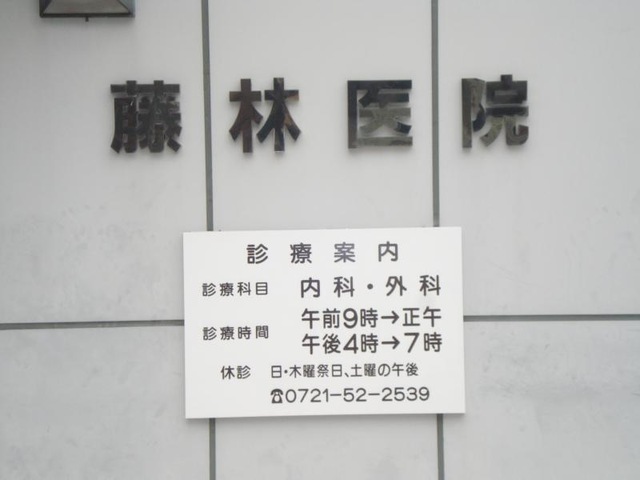 藤林医院
診療案内
診療科目 内科・外科
診療時間 午前9時→正午
午後4時→7時
休診 日・木曜祭日、土曜の午後
☎0721-52-2539